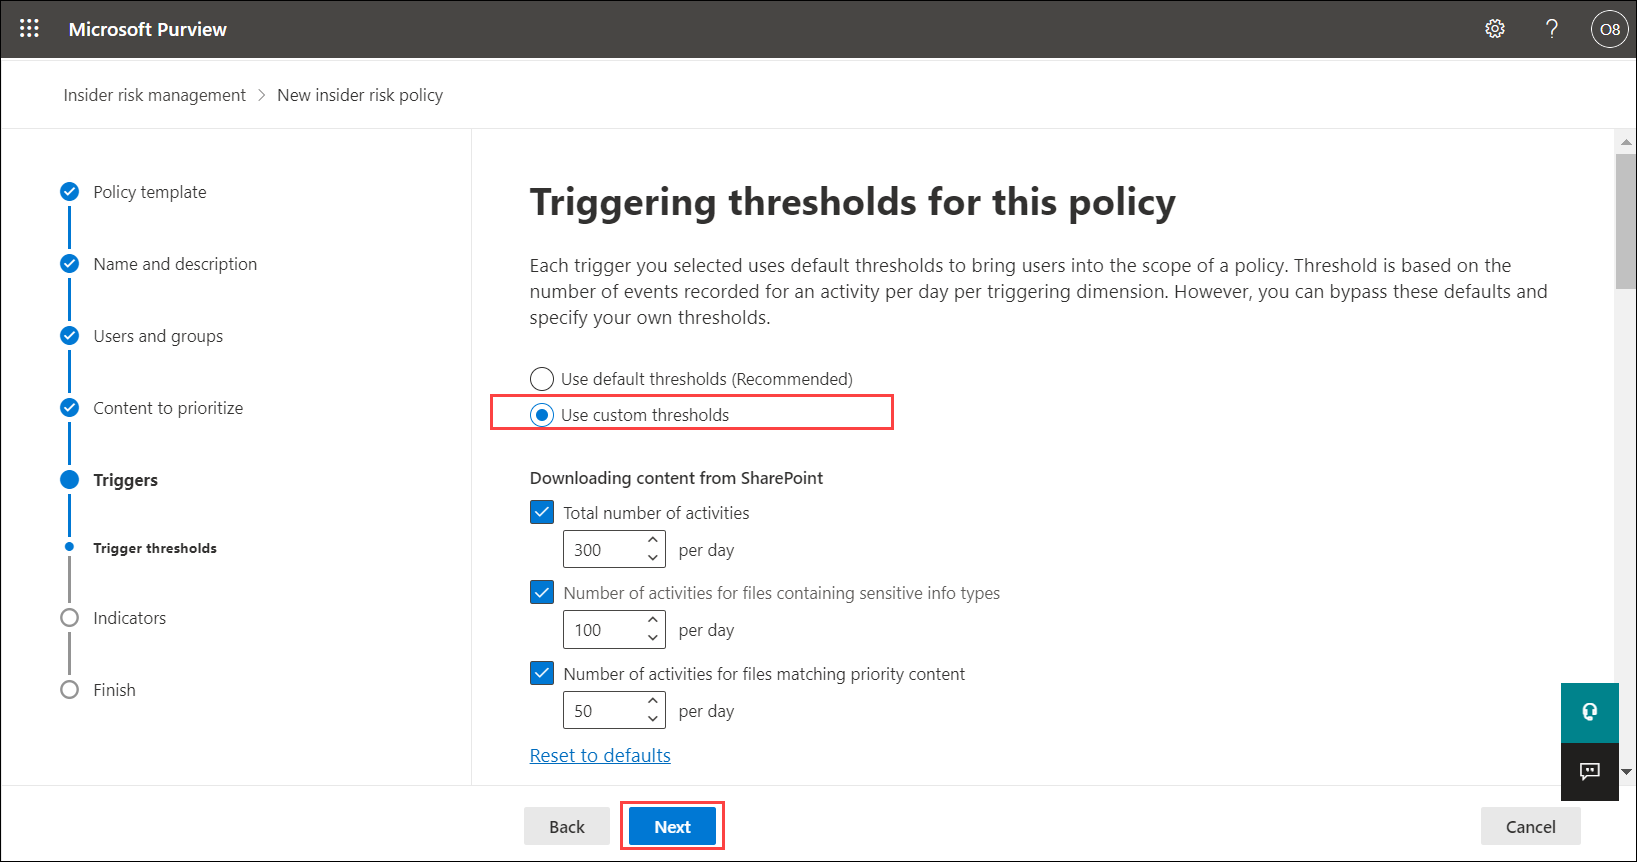 Microsoft Purview
?
O8
Insider risk management > New insider risk policy
Policy template
Name and description
Users and groups
Content to prioritize
Triggers
Trigger thresholds
Indicators
Finish
Triggering thresholds for this policy
Each trigger you selected uses default thresholds to bring users into the scope of a policy. Threshold is based on the
number of events recorded for an activity per day per triggering dimension. However, you can bypass these defaults and
specify your own thresholds.
Use default thresholds (Recommended)
Use custom thresholds
Downloading content from SharePoint
Total number of activities
300 per day
Number of activities for files containing sensitive info types
100 per day
Number of activities for files matching priority content
50 per day
Reset to defaults
Back
Next
Cancel